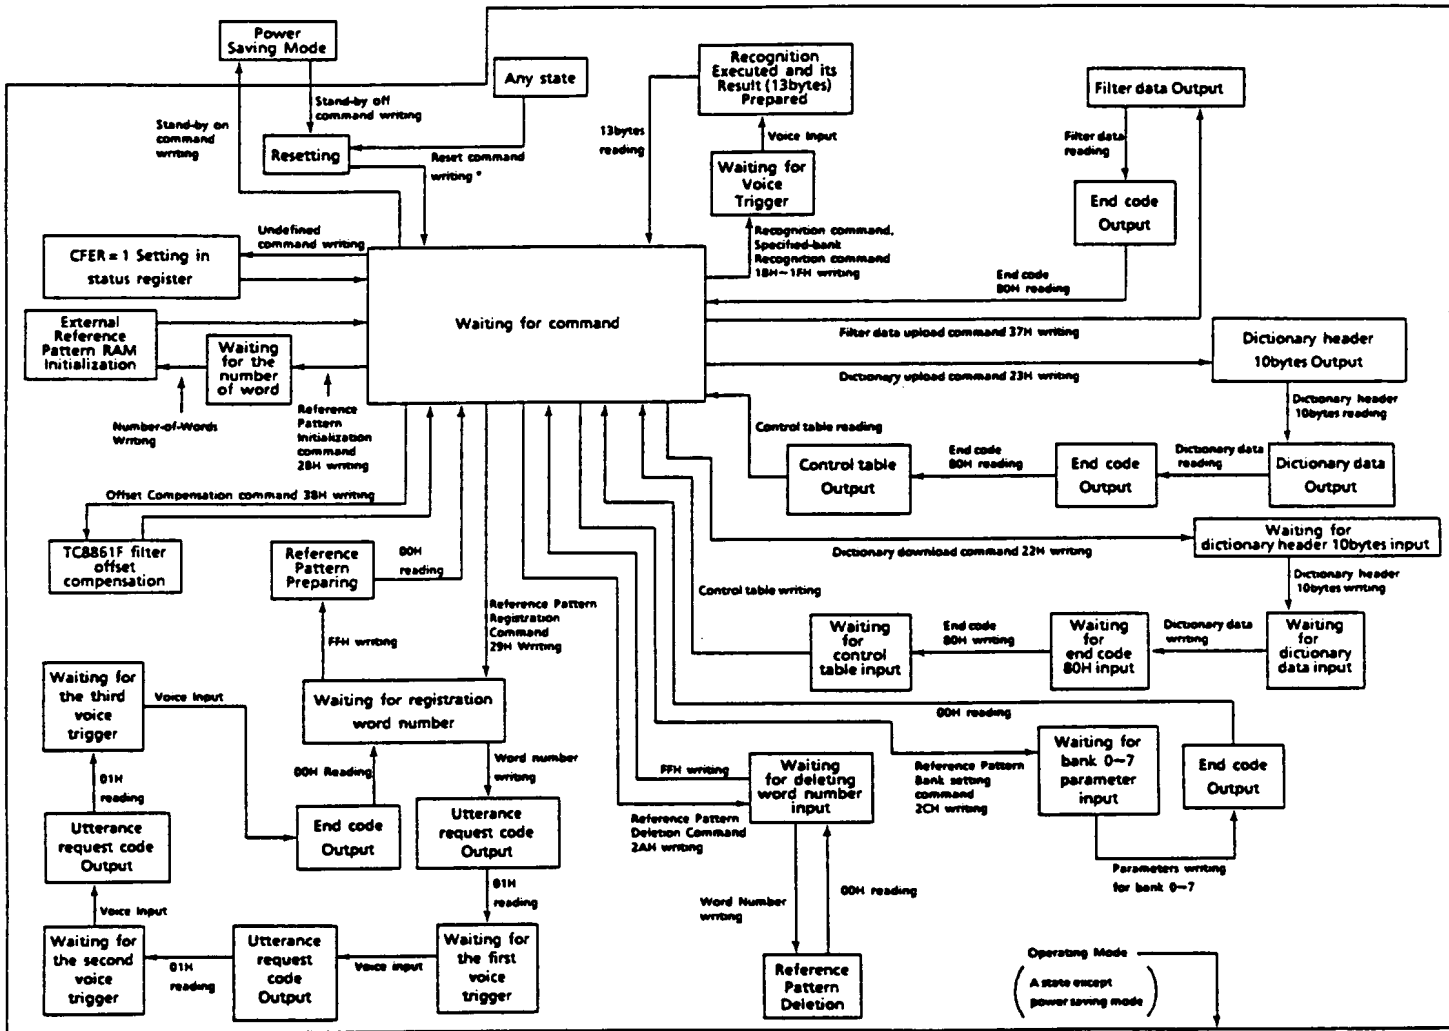 Power
Saving Mode
Any state
Stand-by off
command writing
Stand-by on
command
writing
Resetting
Reset command
writing *
Recognition
Executed and its
Result (13bytes)
Prepared
13bytes
reading
Voice Input
Waiting for
Voice
Trigger
Recognition command,
Specified-bank
Recognition command
18H~1FH writing
Filter data Output
Filter data
reading
End code
Output
End code
80H reading
Undefined
command writing
CFER = 1 Setting in
status register
Waiting for command
Filter data upload command 37H writing
External
Reference
Pattern RAM
Initialization
Waiting
for the
number
of word
Number-of-Words
Writing
Reference
Pattern
Initialization
command
28H writing
Dictionary upload command 23H writing
Dictionary header
10bytes Output
Dictionary header
10bytes reading
Dictionary data
Output
Dictionary data
reading
End code
Output
End code
80H reading
Control table
Output
Control table reading
Offset Compensation command 38H writing
TC8861F filter
offset
compensation
Reference
Pattern
Preparing
00H
reading
FFH writing
Reference Pattern
Registration
Command
29H Writing
Dictionary download command 22H writing
Waiting for
dictionary header 10bytes input
Dictionary header
10bytes writing
Waiting
for
dictionary
data input
Dictionary data
writing
Waiting
for
end code
80H input
End code
80H writing
Waiting
for
control
table input
Control table writing
Waiting for
the third
voice
trigger
Voice Input
Waiting for registration
word number
00H Reading
Word number
writing
01H
reading
Utterance
request code
Output
End code
Output
Utterance
request code
Output
01H
reading
Voice Input
Waiting for
the second
voice
trigger
01H
reading
Utterance
request
code
Output
Voice input
Waiting for
the first
voice
trigger
FFH writing
Waiting
for deleting
word number
input
Reference Pattern
Deletion Command
2AH writing
Word Number
writing
00H reading
Reference
Pattern
Deletion
00H reading
Reference Pattern
Bank setting
command
2CH writing
Waiting for
bank 0~7
parameter
input
End code
Output
Parameters writing
for bank 0~7
Operating Mode
( A state except
power saving mode )